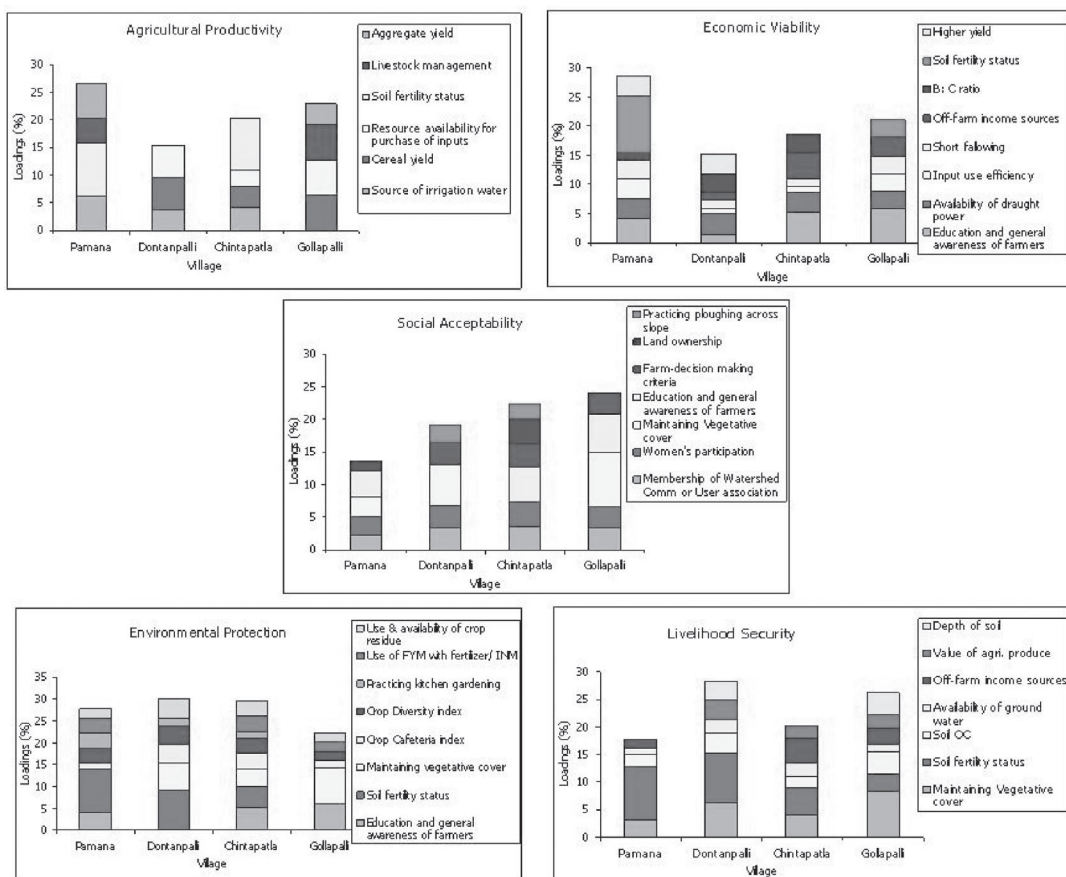 Agricultural Productivity
30
25
20
15
10
5
0
Loadings (%)
Pamana Dontanpalli Chintapatla Gollapalli
Village
Aggregate yield
Livestock management
Soil fertility status
Resource availability for
purchase of inputs
Cereal yield
Source of irrigation water
Economic Viability
30
25
20
15
10
5
0
Loadings (%)
Pamana Dontanpalli Chintapatla Gollapalli
Village
Higher yield
Soil fertility status
B: C ratio
Off-farm income sources
Short fallowing
Input use efficiency
Availability of draught
power
Education and general
awareness of farmers
Social Acceptability
30
25
20
15
10
5
0
Loadings (%)
Pamana Dontanpalli Chintapatla Gollapalli
Village
Practicing ploughing across
slope
Land ownership
Farm-decision making
criteria
Education and general
awareness of farmers
Maintaining Vegetative
cover
Women's participation
Membership of Watershed
Comm or User association
Environmental Protection
35
30
25
20
15
10
5
0
Loadings (%)
Pamana Dontanpalli Chintapatla Gollapalli
Village
Use & availability of crop
residue
Use of FYM with fertilizer/ INM
Practicing kitchen gardening
Crop Diversity index
Crop Cafeteria index
Maintaining vegetative cover
Soil fertility status
Education and general
awareness of farmers
Livelihood Security
30
25
20
15
10
5
0
Loadings (%)
Pamana Dontanpalli Chintapatla Gollapalli
Village
Depth of soil
Value of agri. produce
Off-farm income sources
Availability of ground
water
Soil OC
Soil fertility status
Maintaining Vegetative
cover